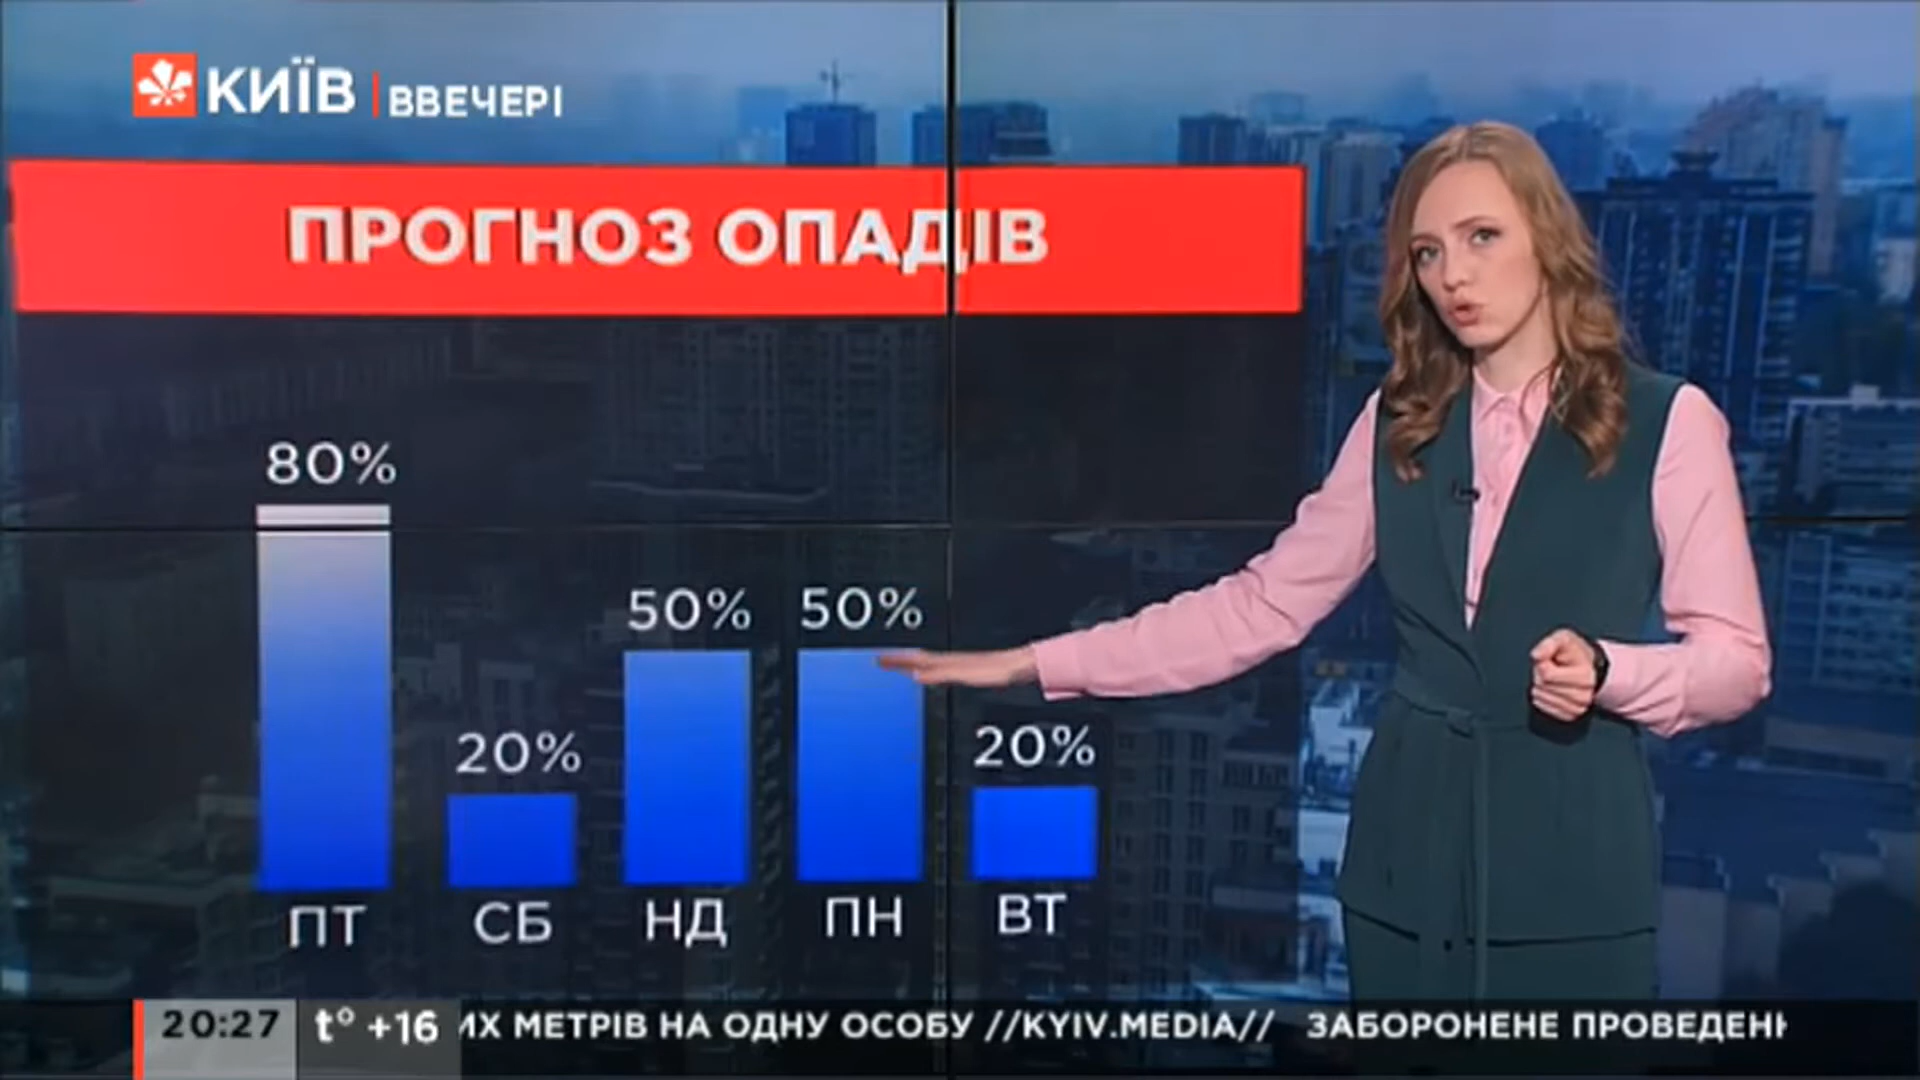 КИЇВ ВВЕЧЕРІ
ПРОГНОЗ ОПАДІВ
80%
50% 50%
20% 20%
ПТ СБ НД ПН ВТ
20:27 t° +16 ИХ МЕТРІВ НА ОДНУ ОСОБУ //KYIV.MEDIA// ЗАБОРОНЕНЕ ПРОВЕДЕН